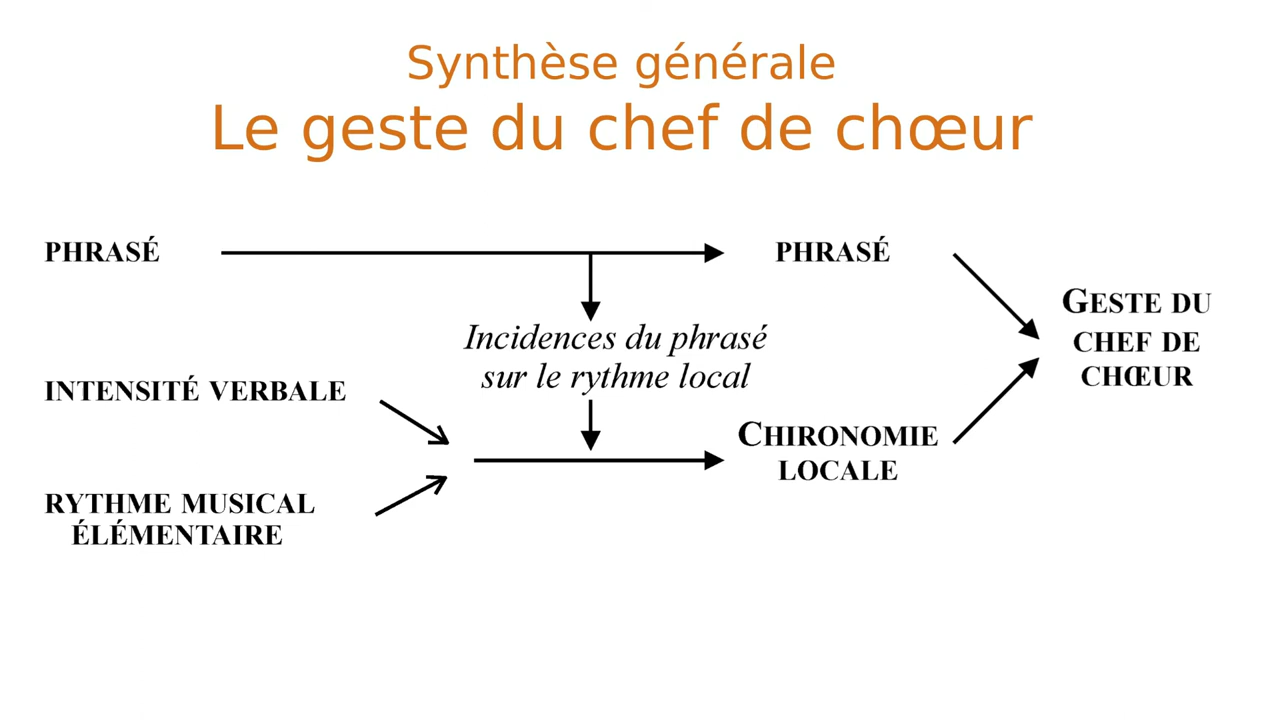 Synthèse générale
Le geste du chef de chœur
PHRASÉ
PHRASÉ
GESTE DU
CHEF DE
CHŒUR
Incidences du phrasé
sur le rythme local
INTENSITÉ VERBALE
CHIRONOMIE
LOCALE
RYTHME MUSICAL
ÉLÉMENTAIRE